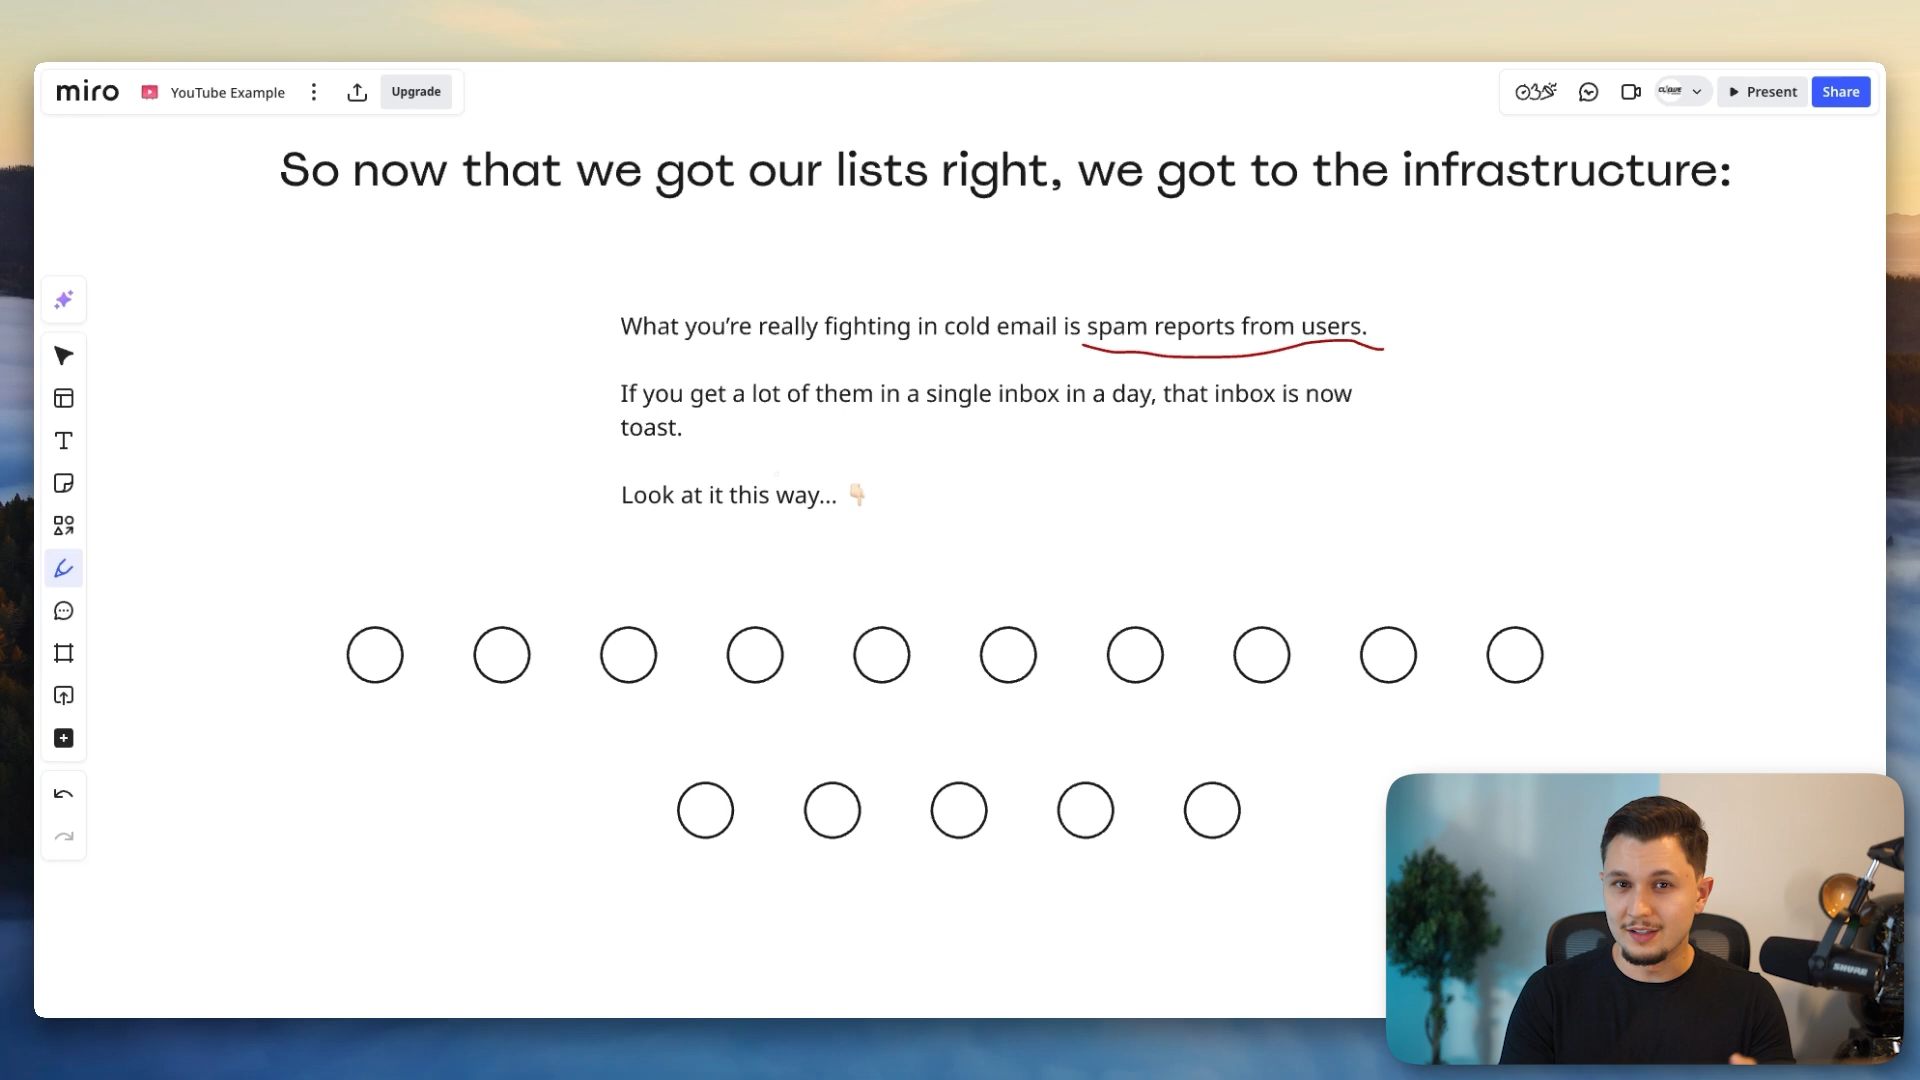 miro
YouTube Example
Upgrade
Present
Share
So now that we got our lists right, we got to the infrastructure:
What you’re really fighting in cold email is spam reports from users.
If you get a lot of them in a single inbox in a day, that inbox is now
toast.
Look at it this way... 👇🏻
SHURE